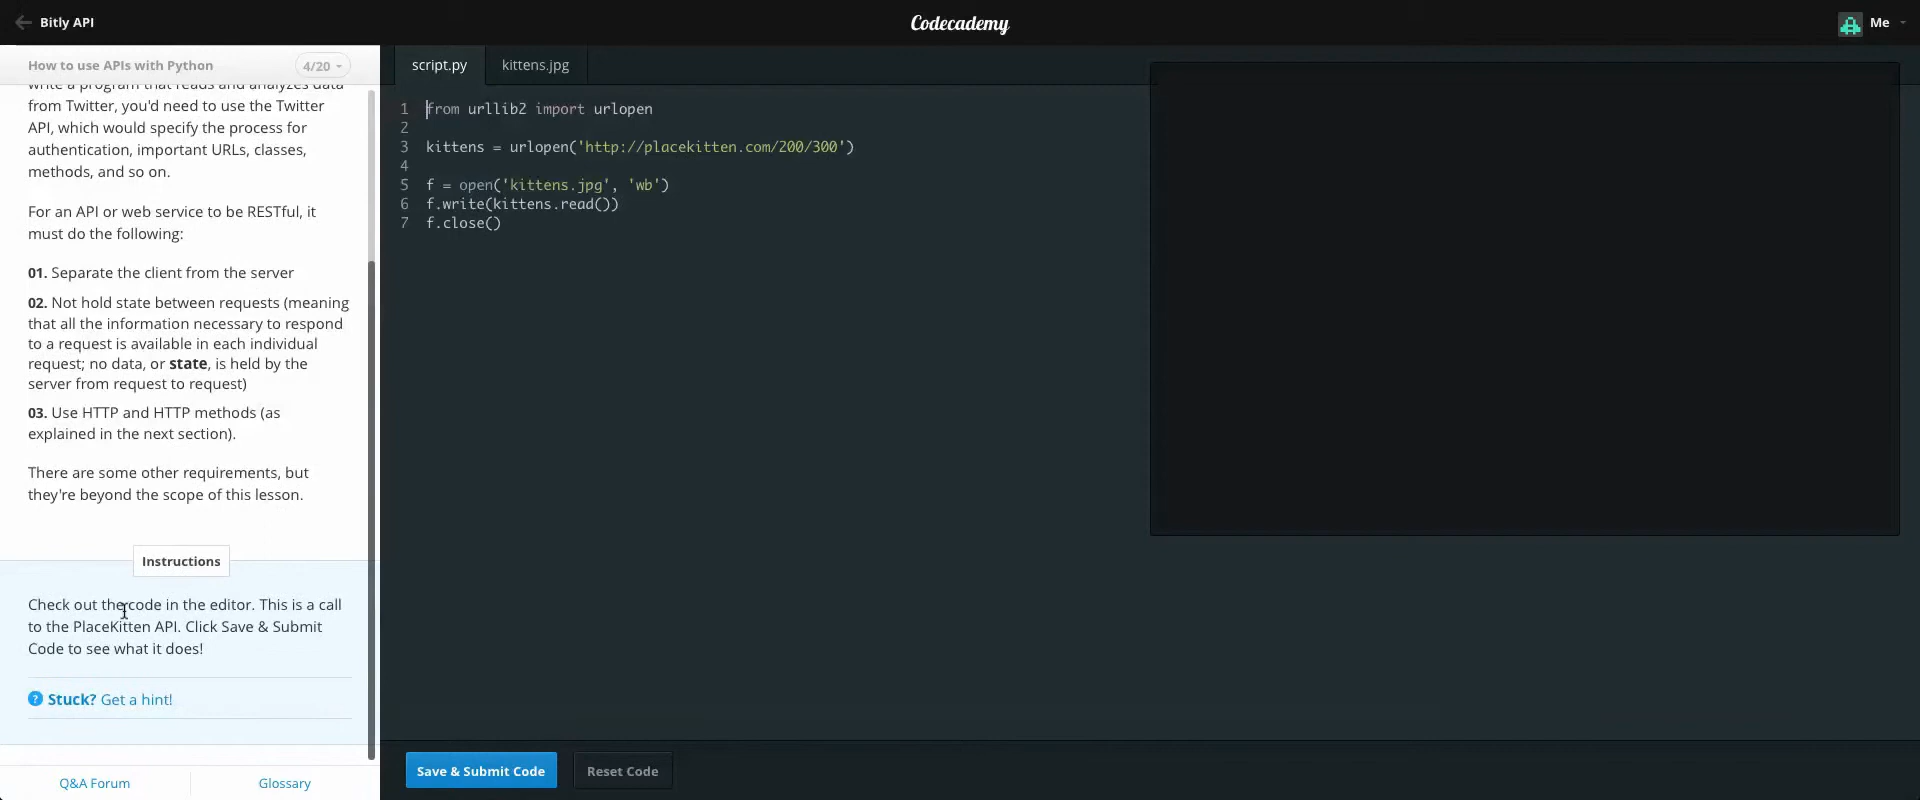 Bitly API
Codecademy
Me
How to use APIs with Python
4/20
write a program that reads and analyzes data
from Twitter, you'd need to use the Twitter
API, which would specify the process for
authentication, important URLs, classes,
methods, and so on.
For an API or web service to be RESTful, it
must do the following:
01. Separate the client from the server
02. Not hold state between requests (meaning
that all the information necessary to respond
to a request is available in each individual
request; no data, or state, is held by the
server from request to request)
03. Use HTTP and HTTP methods (as
explained in the next section).
There are some other requirements, but
they're beyond the scope of this lesson.
Instructions
Check out the code in the editor. This is a call
to the PlaceKitten API. Click Save & Submit
Code to see what it does!
? Stuck? Get a hint!
Q&A Forum
Glossary
script.py
kittens.jpg
1 from urllib2 import urlopen
2
3 kittens = urlopen('http://placekitten.com/200/300')
4
5 f = open('kittens.jpg', 'wb')
6 f.write(kittens.read())
7 f.close()
Save & Submit Code
Reset Code